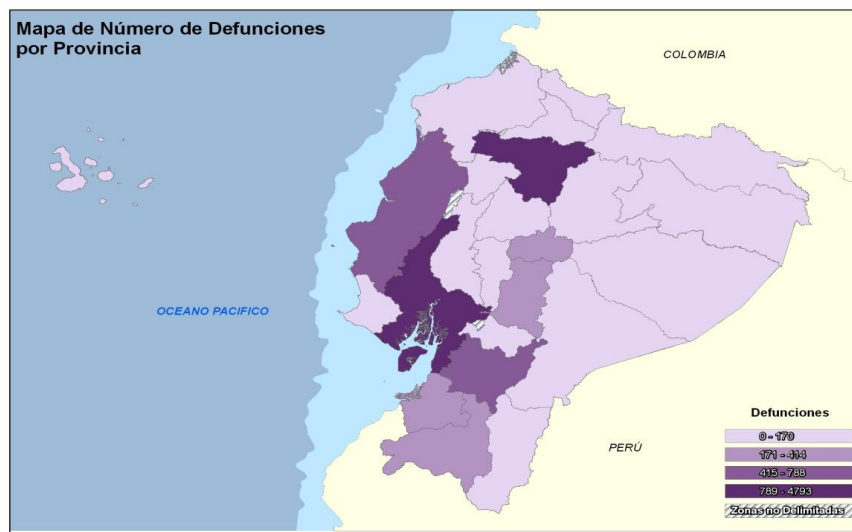 Mapa de Número de Defunciones
por Provincia
COLOMBIA
OCEANO PACIFICO
PERÚ
Defunciones
0 - 170
171 - 414
415 - 788
789 - 4793
Zonas no Delimitadas